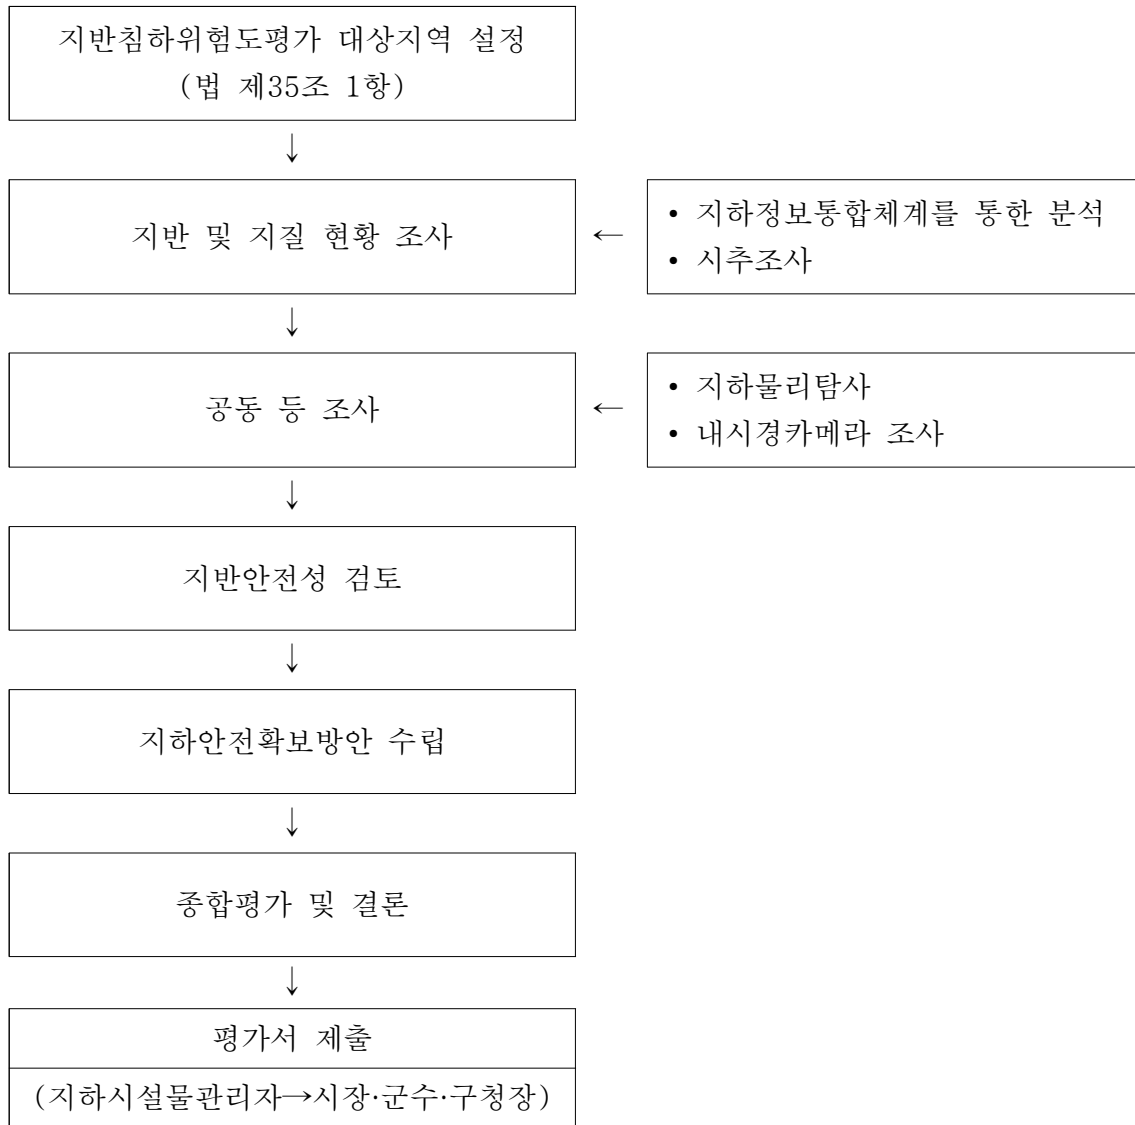 지반침하위험도평가 대상지역 설정
(법 제35조 1항)
↓
지반 및 지질 현황 조사
←
• 지하정보통합체계를 통한 분석
• 시추조사
↓
공동 등 조사
←
• 지하물리탐사
• 내시경카메라 조사
↓
지반안전성 검토
↓
지하안전확보방안 수립
↓
종합평가 및 결론
↓
평가서 제출
(지하시설물관리자→시장·군수·구청장)